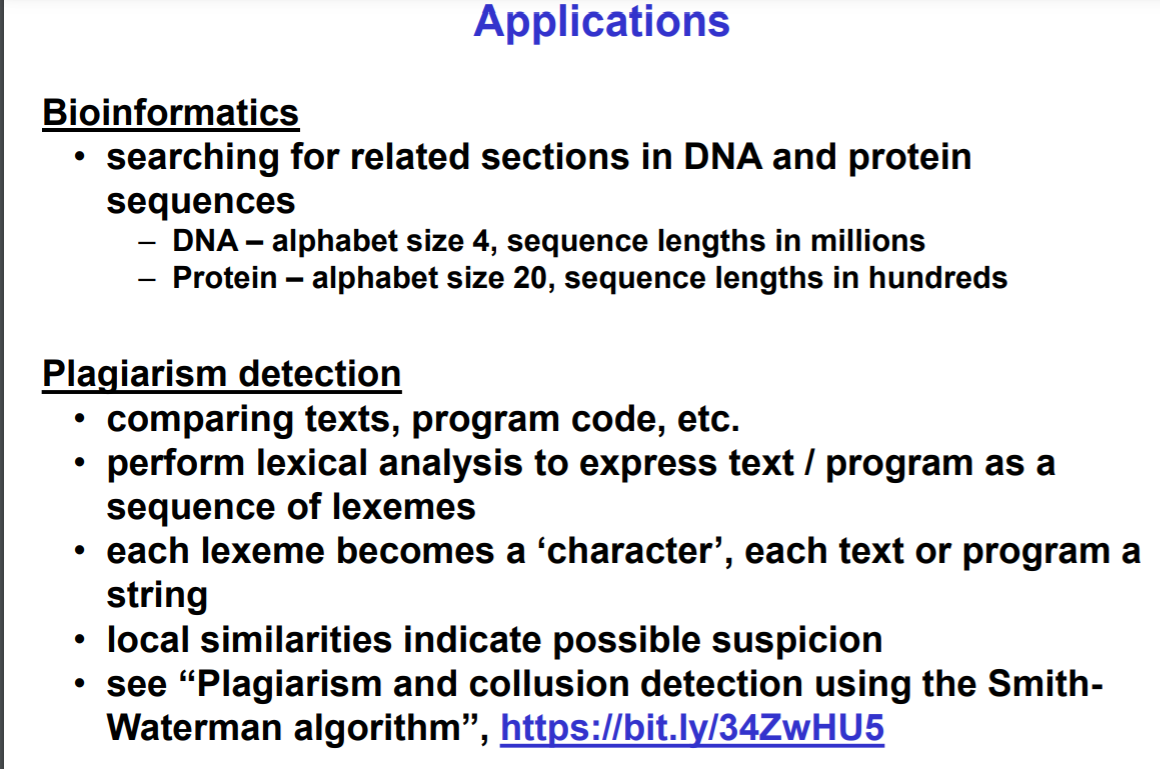 Applications
Bioinformatics
• searching for related sections in DNA and protein
sequences
– DNA – alphabet size 4, sequence lengths in millions
– Protein – alphabet size 20, sequence lengths in hundreds
Plagiarism detection
• comparing texts, program code, etc.
• perform lexical analysis to express text / program as a
sequence of lexemes
• each lexeme becomes a ‘character’, each text or program a
string
• local similarities indicate possible suspicion
• see “Plagiarism and collusion detection using the Smith-
Waterman algorithm”, https://bit.ly/34ZwHU5